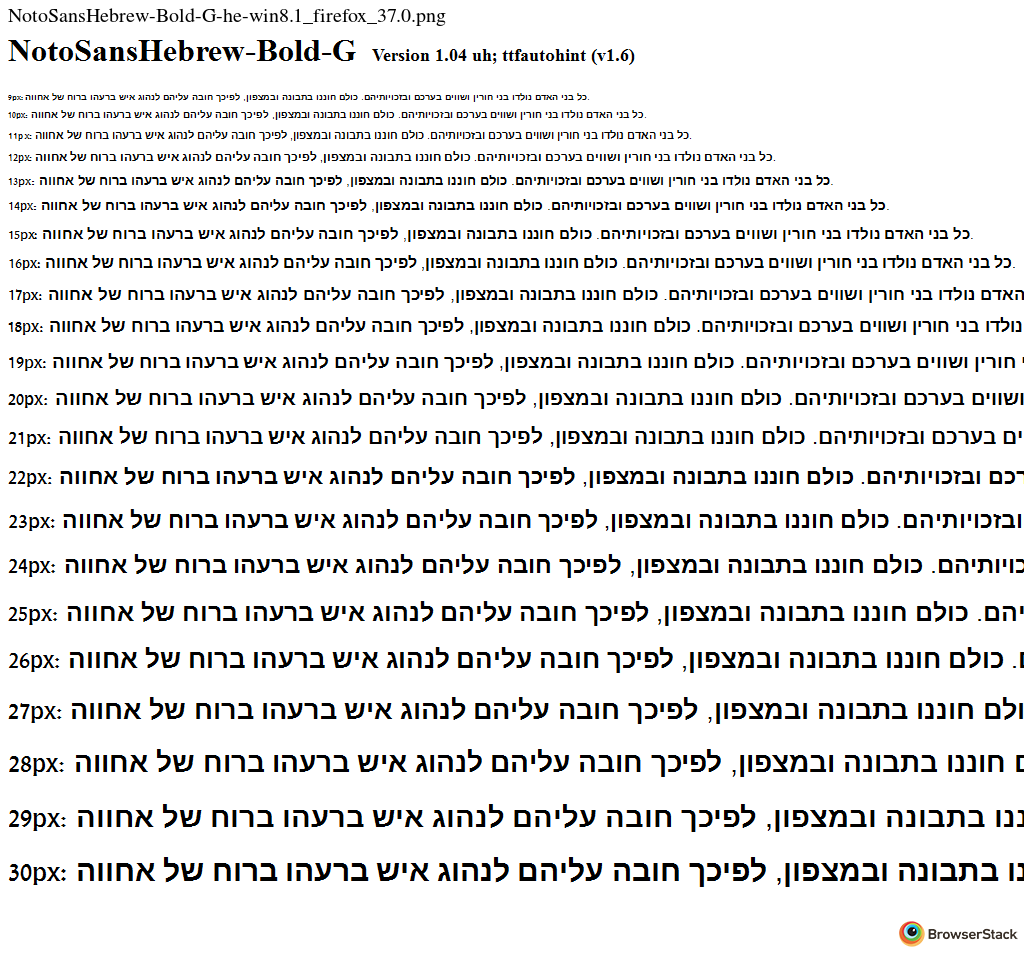 NotoSansHebrew-Bold-G-he-win8.1_firefox_37.0.png
NotoSansHebrew-Bold-G Version 1.04 uh; ttfautohint (v1.6)
9px: כל בני האדם נולדו בני חורין ושווים בערכם ובזכויותיהם. כולם חוננו בתבונה ובמצפון, לפיכך חובה עליהם לנהוג איש ברעהו ברוח של אחווה.
10px: כל בני האדם נולדו בני חורין ושווים בערכם ובזכויותיהם. כולם חוננו בתבונה ובמצפון, לפיכך חובה עליהם לנהוג איש ברעהו ברוח של אחווה.
11px: כל בני האדם נולדו בני חורין ושווים בערכם ובזכויותיהם. כולם חוננו בתבונה ובמצפון, לפיכך חובה עליהם לנהוג איש ברעהו ברוח של אחווה.
12px: כל בני האדם נולדו בני חורין ושווים בערכם ובזכויותיהם. כולם חוננו בתבונה ובמצפון, לפיכך חובה עליהם לנהוג איש ברעהו ברוח של אחווה.
13px: כל בני האדם נולדו בני חורין ושווים בערכם ובזכויותיהם. כולם חוננו בתבונה ובמצפון, לפיכך חובה עליהם לנהוג איש ברעהו ברוח של אחווה.
14px: כל בני האדם נולדו בני חורין ושווים בערכם ובזכויותיהם. כולם חוננו בתבונה ובמצפון, לפיכך חובה עליהם לנהוג איש ברעהו ברוח של אחווה.
15px: כל בני האדם נולדו בני חורין ושווים בערכם ובזכויותיהם. כולם חוננו בתבונה ובמצפון, לפיכך חובה עליהם לנהוג איש ברעהו ברוח של אחווה.
16px: כל בני האדם נולדו בני חורין ושווים בערכם ובזכויותיהם. כולם חוננו בתבונה ובמצפון, לפיכך חובה עליהם לנהוג איש ברעהו ברוח של אחווה.
17px: האדם נולדו בני חורין ושווים בערכם ובזכויותיהם. כולם חוננו בתבונה ובמצפון, לפיכך חובה עליהם לנהוג איש ברעהו ברוח של אחווה
18px: נולדו בני חורין ושווים בערכם ובזכויותיהם. כולם חוננו בתבונה ובמצפון, לפיכך חובה עליהם לנהוג איש ברעהו ברוח של אחווה
19px: חורין ושווים בערכם ובזכויותיהם. כולם חוננו בתבונה ובמצפון, לפיכך חובה עליהם לנהוג איש ברעהו ברוח של אחווה
20px: ושווים בערכם ובזכויותיהם. כולם חוננו בתבונה ובמצפון, לפיכך חובה עליהם לנהוג איש ברעהו ברוח של אחווה
21px: בערכם ובזכויותיהם. כולם חוננו בתבונה ובמצפון, לפיכך חובה עליהם לנהוג איש ברעהו ברוח של אחווה
22px: ובזכויותיהם. כולם חוננו בתבונה ובמצפון, לפיכך חובה עליהם לנהוג איש ברעהו ברוח של אחווה
23px: ובזכויותיהם. כולם חוננו בתבונה ובמצפון, לפיכך חובה עליהם לנהוג איש ברעהו ברוח של אחווה
24px: כולם חוננו בתבונה ובמצפון, לפיכך חובה עליהם לנהוג איש ברעהו ברוח של אחווה
25px: כולם חוננו בתבונה ובמצפון, לפיכך חובה עליהם לנהוג איש ברעהו ברוח של אחווה
26px: כולם חוננו בתבונה ובמצפון, לפיכך חובה עליהם לנהוג איש ברעהו ברוח של אחווה
27px: חוננו בתבונה ובמצפון, לפיכך חובה עליהם לנהוג איש ברעהו ברוח של אחווה
28px: חוננו בתבונה ובמצפון, לפיכך חובה עליהם לנהוג איש ברעהו ברוח של אחווה
29px: בתבונה ובמצפון, לפיכך חובה עליהם לנהוג איש ברעהו ברוח של אחווה
30px: בתבונה ובמצפון, לפיכך חובה עליהם לנהוג איש ברעהו ברוח של אחווה
BrowserStack